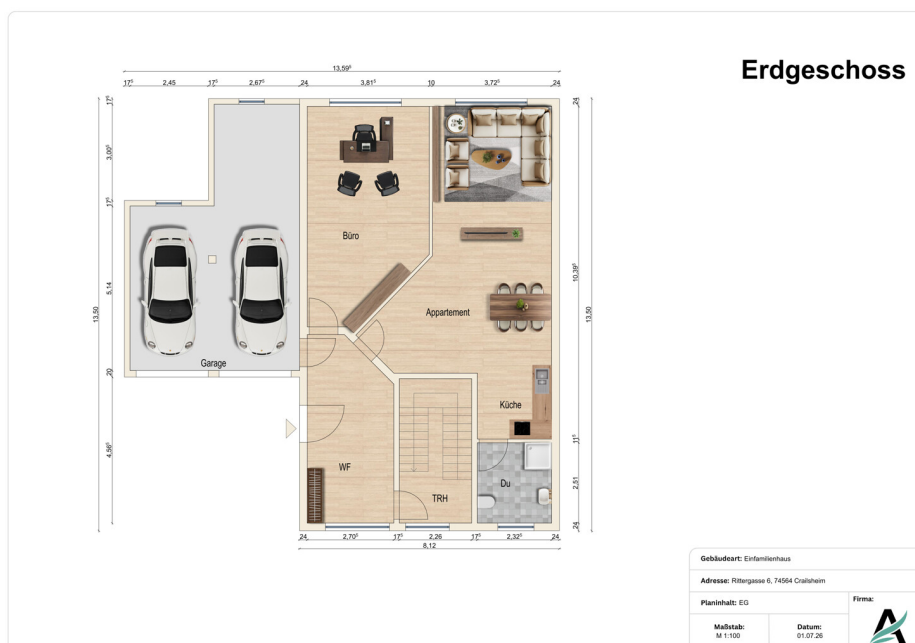 Erdgeschoss
13,59⁵
17⁵ 2,45 17⁵ 2,67⁵ 24 3,81⁵ 10 3,72⁵ 24
17⁵
3,00⁵
17⁵
5,14
20
4,56⁵
13,50
24
10,39⁵
11⁵
2,51
24
13,50
Büro
Appartement
Garage
Küche
WF
Du
TRH
24 2,70⁵ 17⁵ 2,26 17⁵ 2,32⁵ 24
8,12
Gebäudeart: Einfamilienhaus
Adresse: Rittergasse 6, 74564 Crailsheim
Planinhalt: EG
Firma:
Maßstab: Datum:
M 1:100 01.07.26